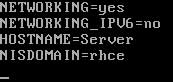 NETWORKING=yes
NETWORKING_IPV6=no
HOSTNAME=Server
NISDOMAIN=rhce